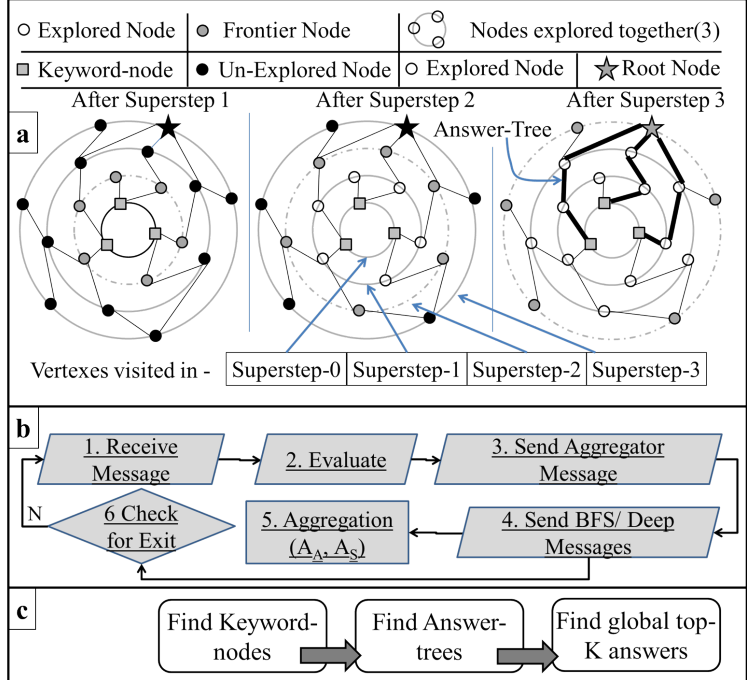 Explored Node
Frontier Node
Nodes explored together(3)
Keyword-node
Un-Explored Node
Explored Node
Root Node
a
After Superstep 1
After Superstep 2
After Superstep 3
Answer-Tree
Vertexes visited in -
Superstep-0
Superstep-1
Superstep-2
Superstep-3
b
1. Receive
Message
2. Evaluate
3. Send Aggregator
Message
N
6 Check
for Exit
5. Aggregation
(A_A, A_S)
4. Send BFS/ Deep
Messages
c
Find Keyword-
nodes
Find Answer-
trees
Find global top-
K answers